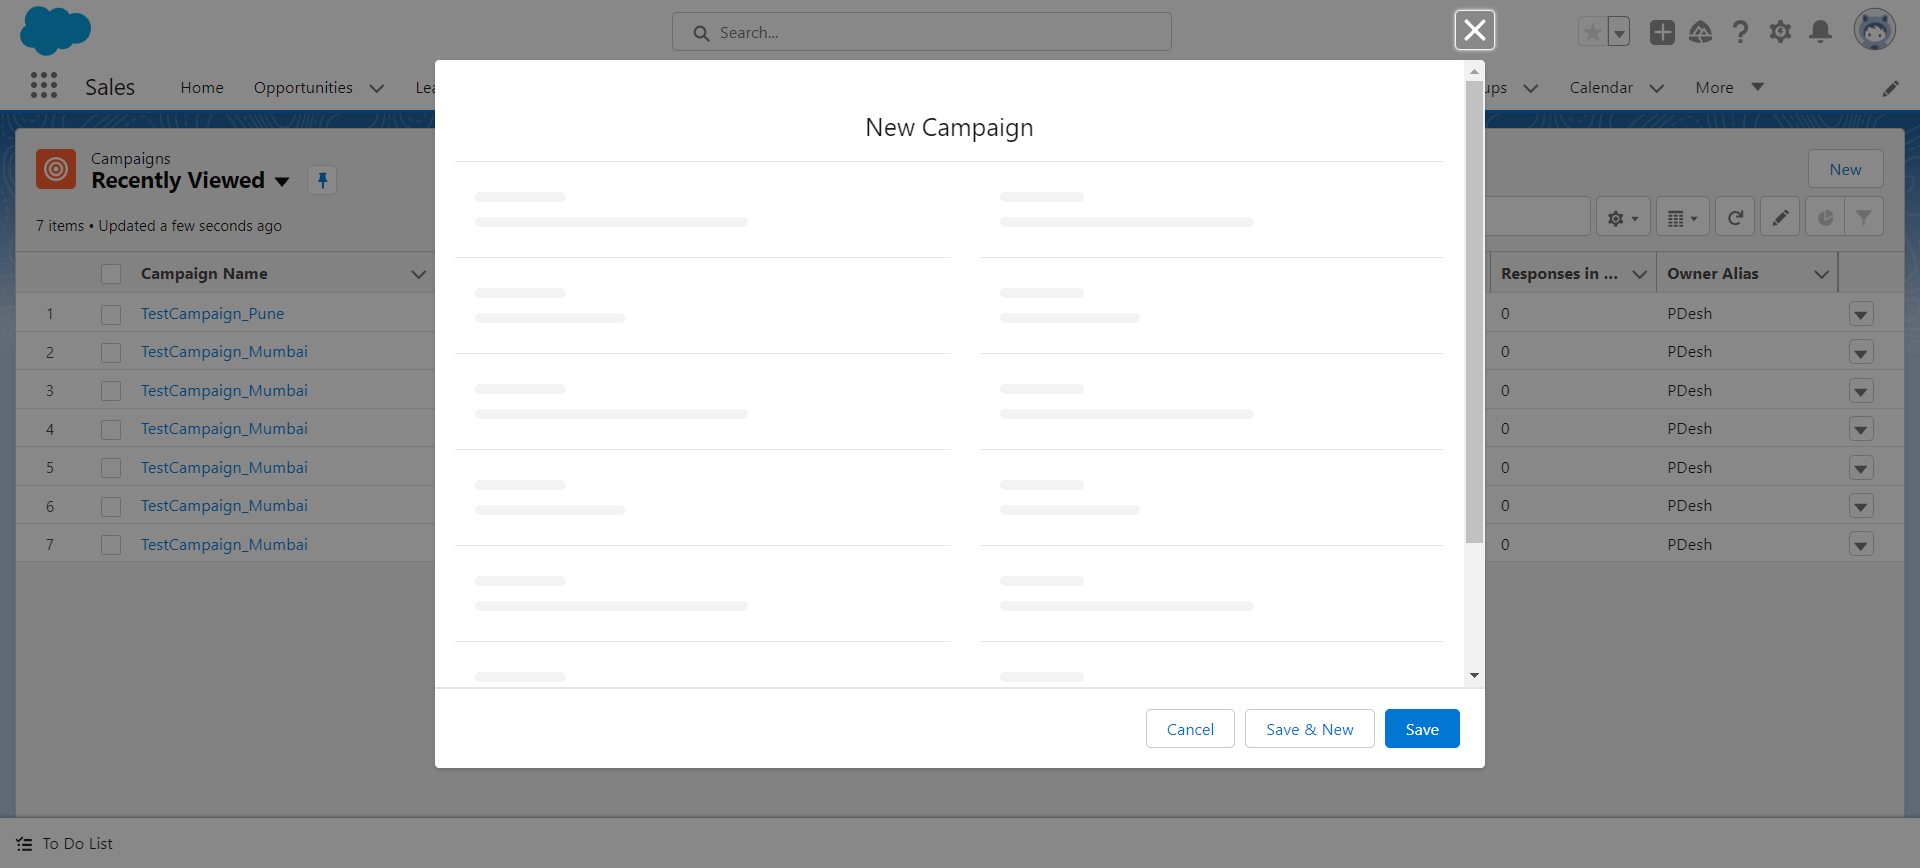 Search...
Sales
Home
Opportunities
Lea
ups
Calendar
More
Campaigns
Recently Viewed
New
7 items • Updated a few seconds ago
Campaign Name
Responses in ...
Owner Alias
1 TestCampaign_Pune 0 PDesh
2 TestCampaign_Mumbai 0 PDesh
3 TestCampaign_Mumbai 0 PDesh
4 TestCampaign_Mumbai 0 PDesh
5 TestCampaign_Mumbai 0 PDesh
6 TestCampaign_Mumbai 0 PDesh
7 TestCampaign_Mumbai 0 PDesh
New Campaign
Cancel
Save & New
Save
To Do List